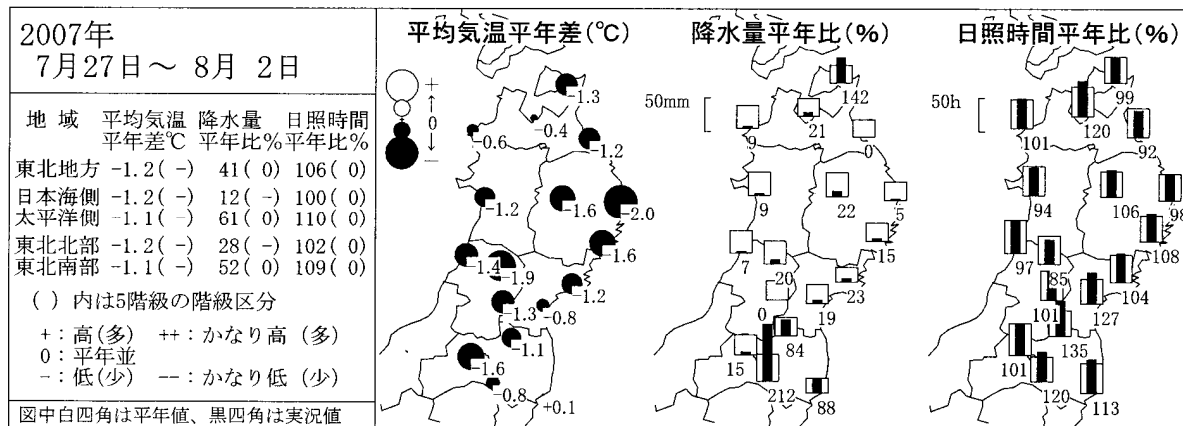 2007年
7月27日～ 8月 2日
地 域 平均気温 降水量 日照時間
平年差℃ 平年比% 平年比%
東北地方 -1.2( -) 41( 0) 106( 0)
日本海側 -1.2( -) 12( -) 100( 0)
太平洋側 -1.1( -) 61( 0) 110( 0)
東北北部 -1.2( -) 28( -) 102( 0)
東北南部 -1.1( -) 52( 0) 109( 0)
( ) 内は5階級の階級区分
+：高(多) ++：かなり高 (多)
0：平年並
-：低(少) --：かなり低 (少)
図中白四角は平年値、黒四角は実況値
平均気温平年差(℃)
+
0
-
-1.3
-0.4
-0.6
-1.2
-1.2
-1.6
-2.0
-1.6
-1.4
-1.9
-1.2
-1.3
-0.8
-1.1
-1.6
-0.8
+0.1
降水量平年比(%)
50mm
142
21
9
0
9
22
5
15
7
20
23
0
19
84
15
212
88
日照時間平年比(%)
50h
99
120
101
92
94
106
98
108
97
85
104
101
127
135
101
120
113